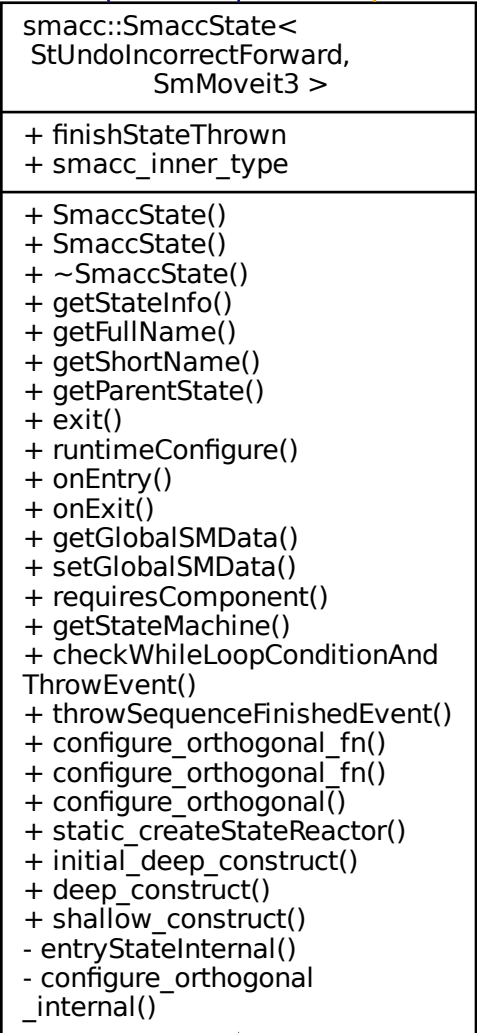 smacc::SmaccState<
StUndoIncorrectForward,
SmMoveit3 >
+ finishStateThrown
+ smacc_inner_type
+ SmaccState()
+ SmaccState()
+ ~SmaccState()
+ getStateInfo()
+ getFullName()
+ getShortName()
+ getParentState()
+ exit()
+ runtimeConfigure()
+ onEntry()
+ onExit()
+ getGlobalSMData()
+ setGlobalSMData()
+ requiresComponent()
+ getStateMachine()
+ checkWhileLoopConditionAnd
ThrowEvent()
+ throwSequenceFinishedEvent()
+ configure_orthogonal_fn()
+ configure_orthogonal_fn()
+ configure_orthogonal()
+ static_createStateReactor()
+ initial_deep_construct()
+ deep_construct()
+ shallow_construct()
- entryStateInternal()
- configure_orthogonal
_internal()